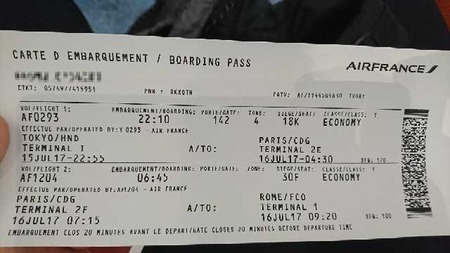 CARTE D EMBARQUEMENT / BOARDING PASS
AIRFRANCE
VOL/FLIGHT 1: EMBARQUEMENT/BOARDING: PORTE/GATE: ZONE: SIEGE/SEAT: CLASSE/CLASS: Y
AF0293 22:10 142 4 18K ECONOMY
EFFECTUE PAR/OPERATED BY: 0293 - AIR FRANCE
TOKYO/HND PARIS/CDG
TERMINAL I A/TO: TERMINAL 2E
15JUL17-22:55 16JUL17-04:30
VOL/FLIGHT 2: EMBARQUEMENT/BOARDING: PORTE/GATE: ZONE: SIEGE/SEAT: CLASSE/CLASS:
AF1204 06:45 30F ECONOMY
EFFECTUE PAR/OPERATED BY:AF1204 - AIR FRANCE
PARIS/CDG ROME/FCO
TERMINAL 2F A/TO: TERMINAL 1
16JUL17 07:15 16JUL17 09:20 SEQ: 100
EMBARQUEMENT CLOS 20 MINUTES AVANT LE DEPART/GATE CLOSES 20 MINUTES BEFORE DEPARTURE TIME